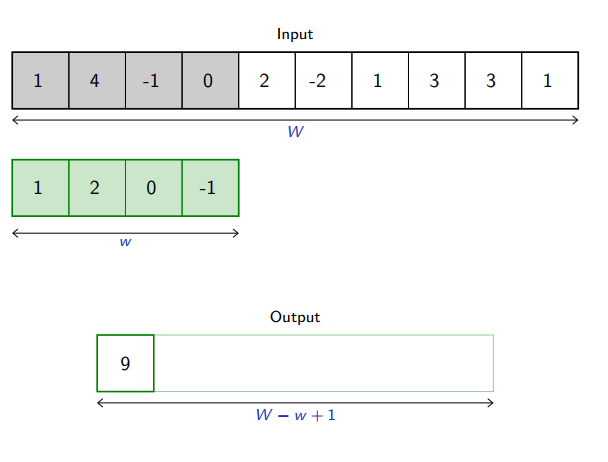 Input
1 4 -1 0 2 -2 1 3 3 1
W
1 2 0 -1
w
Output
9
W − w + 1